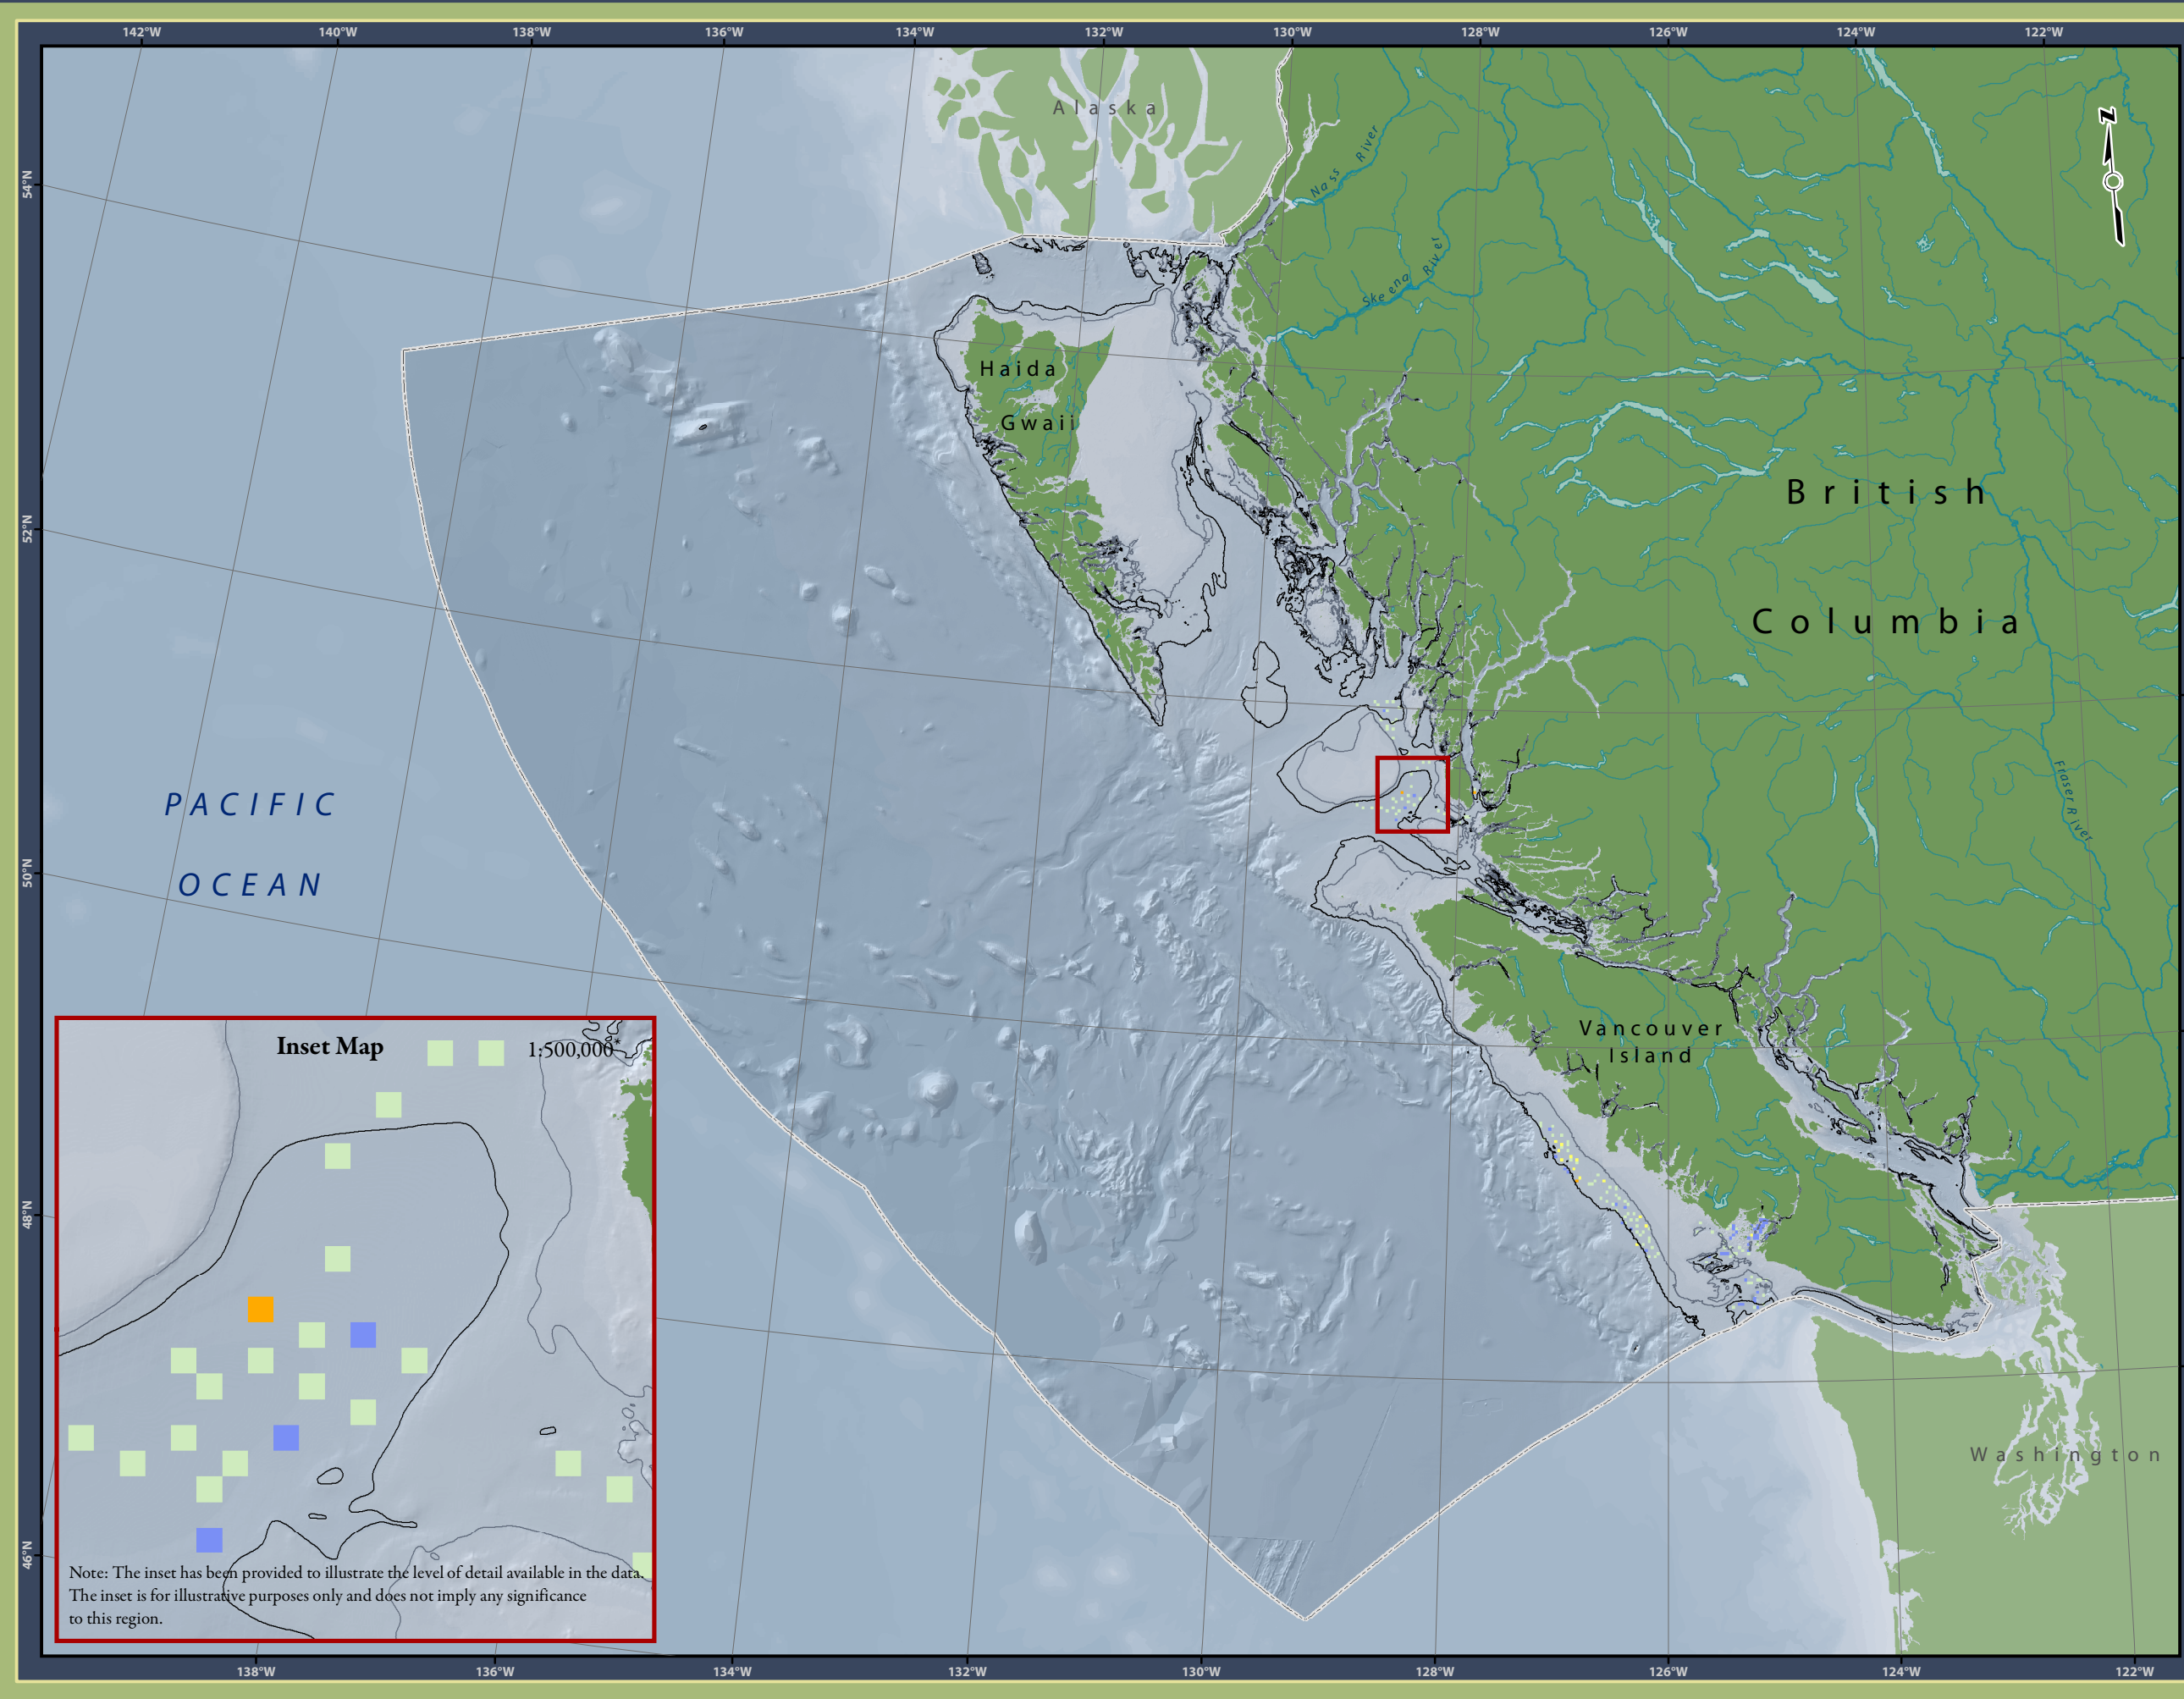 142°W 140°W 138°W 136°W 134°W 132°W 130°W 128°W 126°W 124°W 122°W
Alaska
54°N
Nass River
Skeena River
Haida
Gwaii
British
52°N
Columbia
PACIFIC
Fraser River
OCEAN
50°N
Vancouver
Island
Inset Map
1:500,000*
48°N
Washington
46°N
Note: The inset has been provided to illustrate the level of detail available in the data.
The inset is for illustrative purposes only and does not imply any significance
to this region.
138°W 136°W 134°W 132°W 130°W 128°W 126°W 124°W 122°W
N